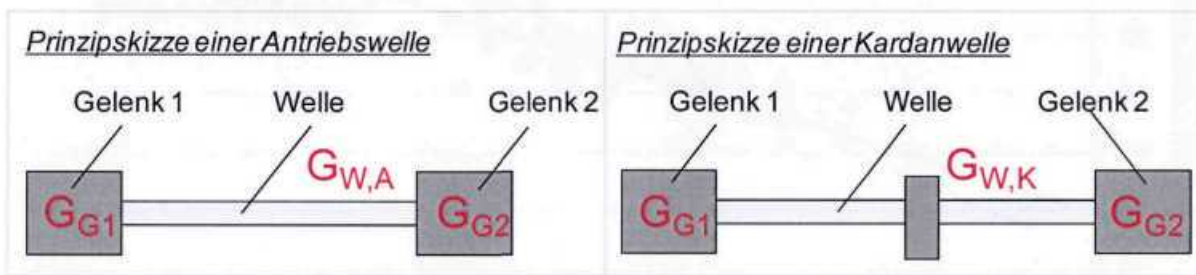 Prinzipskizze einer Antriebswelle
Gelenk 1 Welle Gelenk 2
G_W,A
G_G1 G_G2
Prinzipskizze einer Kardanwelle
Gelenk 1 Welle Gelenk 2
G_W,K
G_G1 G_G2